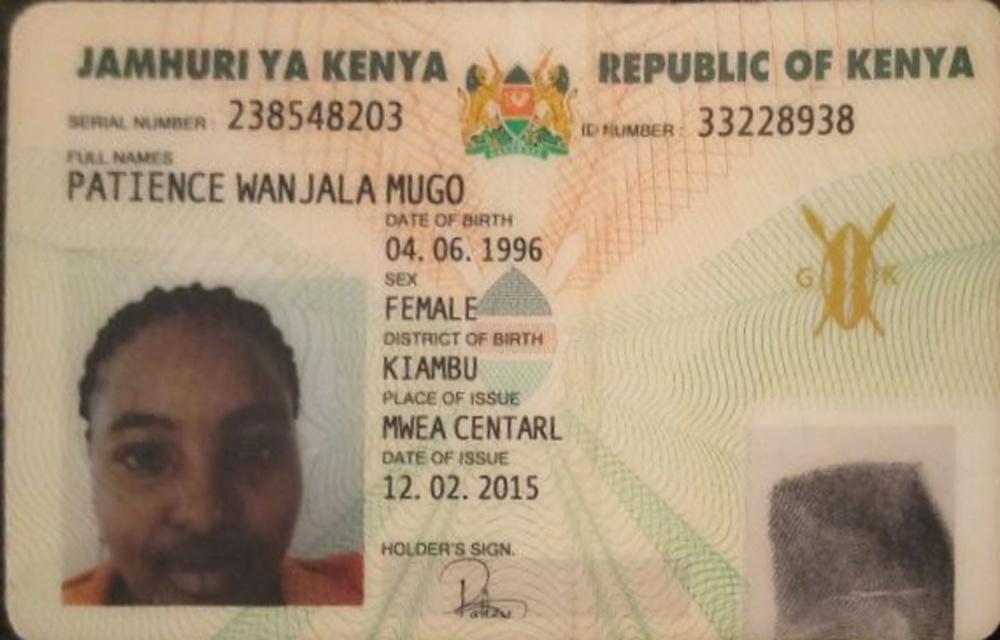 JAMHURI YA KENYA REPUBLIC OF KENYA
SERIAL NUMBER : 238548203 ID NUMBER : 33228938
FULL NAMES
PATIENCE WANJALA MUGO
DATE OF BIRTH
04. 06. 1996
SEX
FEMALE
G K
DISTRICT OF BIRTH
KIAMBU
PLACE OF ISSUE
MWEA CENTARL
DATE OF ISSUE
12. 02. 2015
HOLDER'S SIGN.